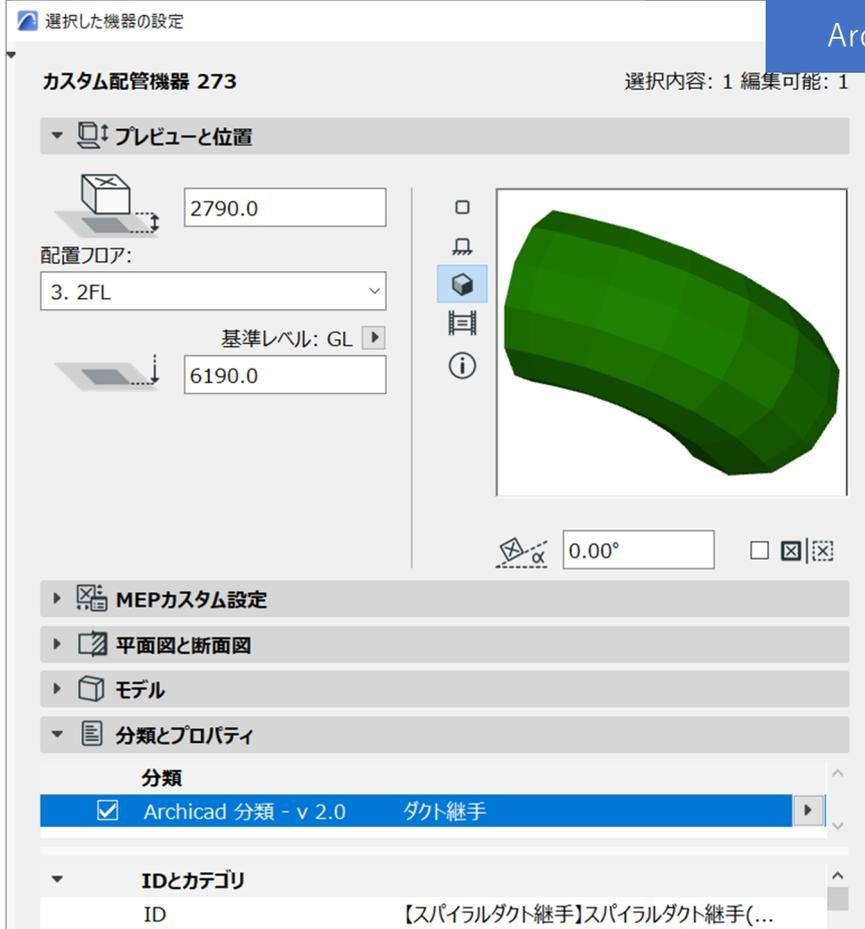 選択した機器の設定
Arc
カスタム配管機器 273
選択内容: 1 編集可能: 1
プレビューと位置
2790.0
配置フロア:
3. 2FL
基準レベル: GL
6190.0
α
0.00°
MEPカスタム設定
平面図と断面図
モデル
分類とプロパティ
分類
Archicad 分類 - v 2.0 ダクト継手
IDとカテゴリ
ID 【スパイラルダクト継手】スパイラルダクト継手(...